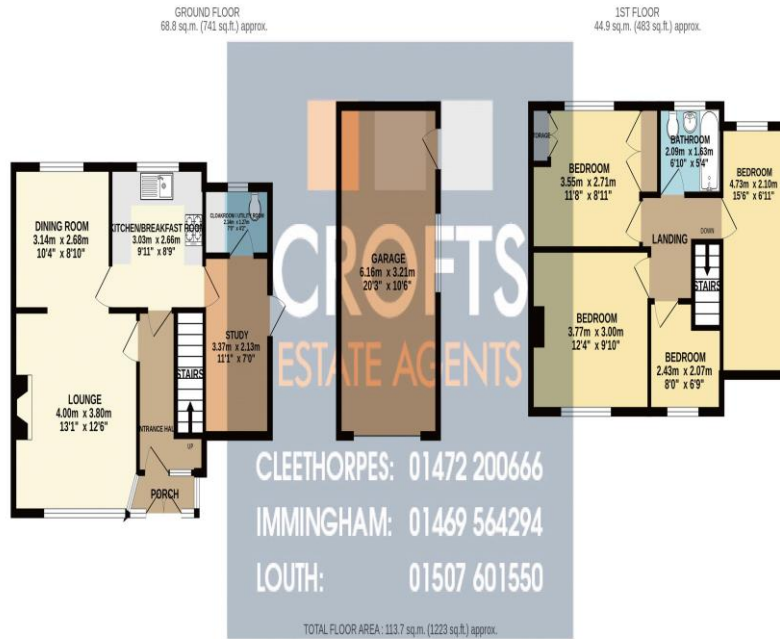 GROUND FLOOR
68.8 sq.m. (741 sq.ft.) approx.
1ST FLOOR
44.9 sq.m. (483 sq.ft.) approx.
DINING ROOM
3.14m x 2.68m
10'4" x 8'10"
KITCHEN/BREAKFAST ROOM
3.03m x 2.66m
9'11" x 8'9"
CLOAKROOM/UTILITY ROOM
STUDY
3.37m x 2.13m
11'1" x 7'0"
STAIRS
LOUNGE
4.00m x 3.80m
13'1" x 12'6"
ENTRANCE HALL
UP
PORCH
GARAGE
6.16m x 3.21m
20'3" x 10'6"
STORAGE
BEDROOM
3.55m x 2.71m
11'8" x 8'11"
BATHROOM
2.09m x 1.63m
6'10" x 5'4"
BEDROOM
4.73m x 2.10m
15'6" x 6'11"
LANDING
DOWN
STAIRS
BEDROOM
3.77m x 3.00m
12'4" x 9'10"
BEDROOM
2.43m x 2.07m
8'0" x 6'9"
CROFTS
ESTATE AGENTS
CLEETHORPES: 01472 200666
IMMINGHAM: 01469 564294
LOUTH: 01507 601550
TOTAL FLOOR AREA : 113.7 sq.m. (1223 sq.ft.) approx.